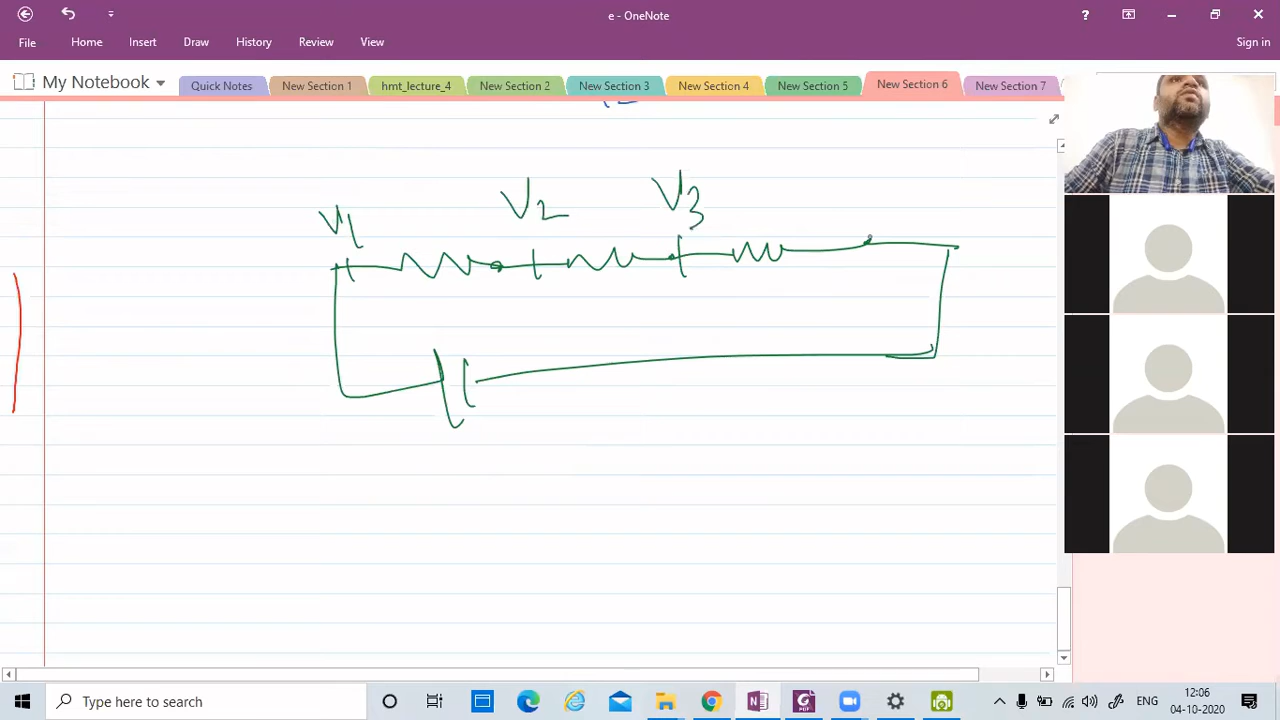 e - OneNote
File Home Insert Draw History Review View Sign in
My Notebook Quick Notes New Section 1 hmt_lecture_4 New Section 2 New Section 3 New Section 4 New Section 5 New Section 6 New Section 7
V1 V2 V3
Type here to search
ENG 2:06
04-10-2020